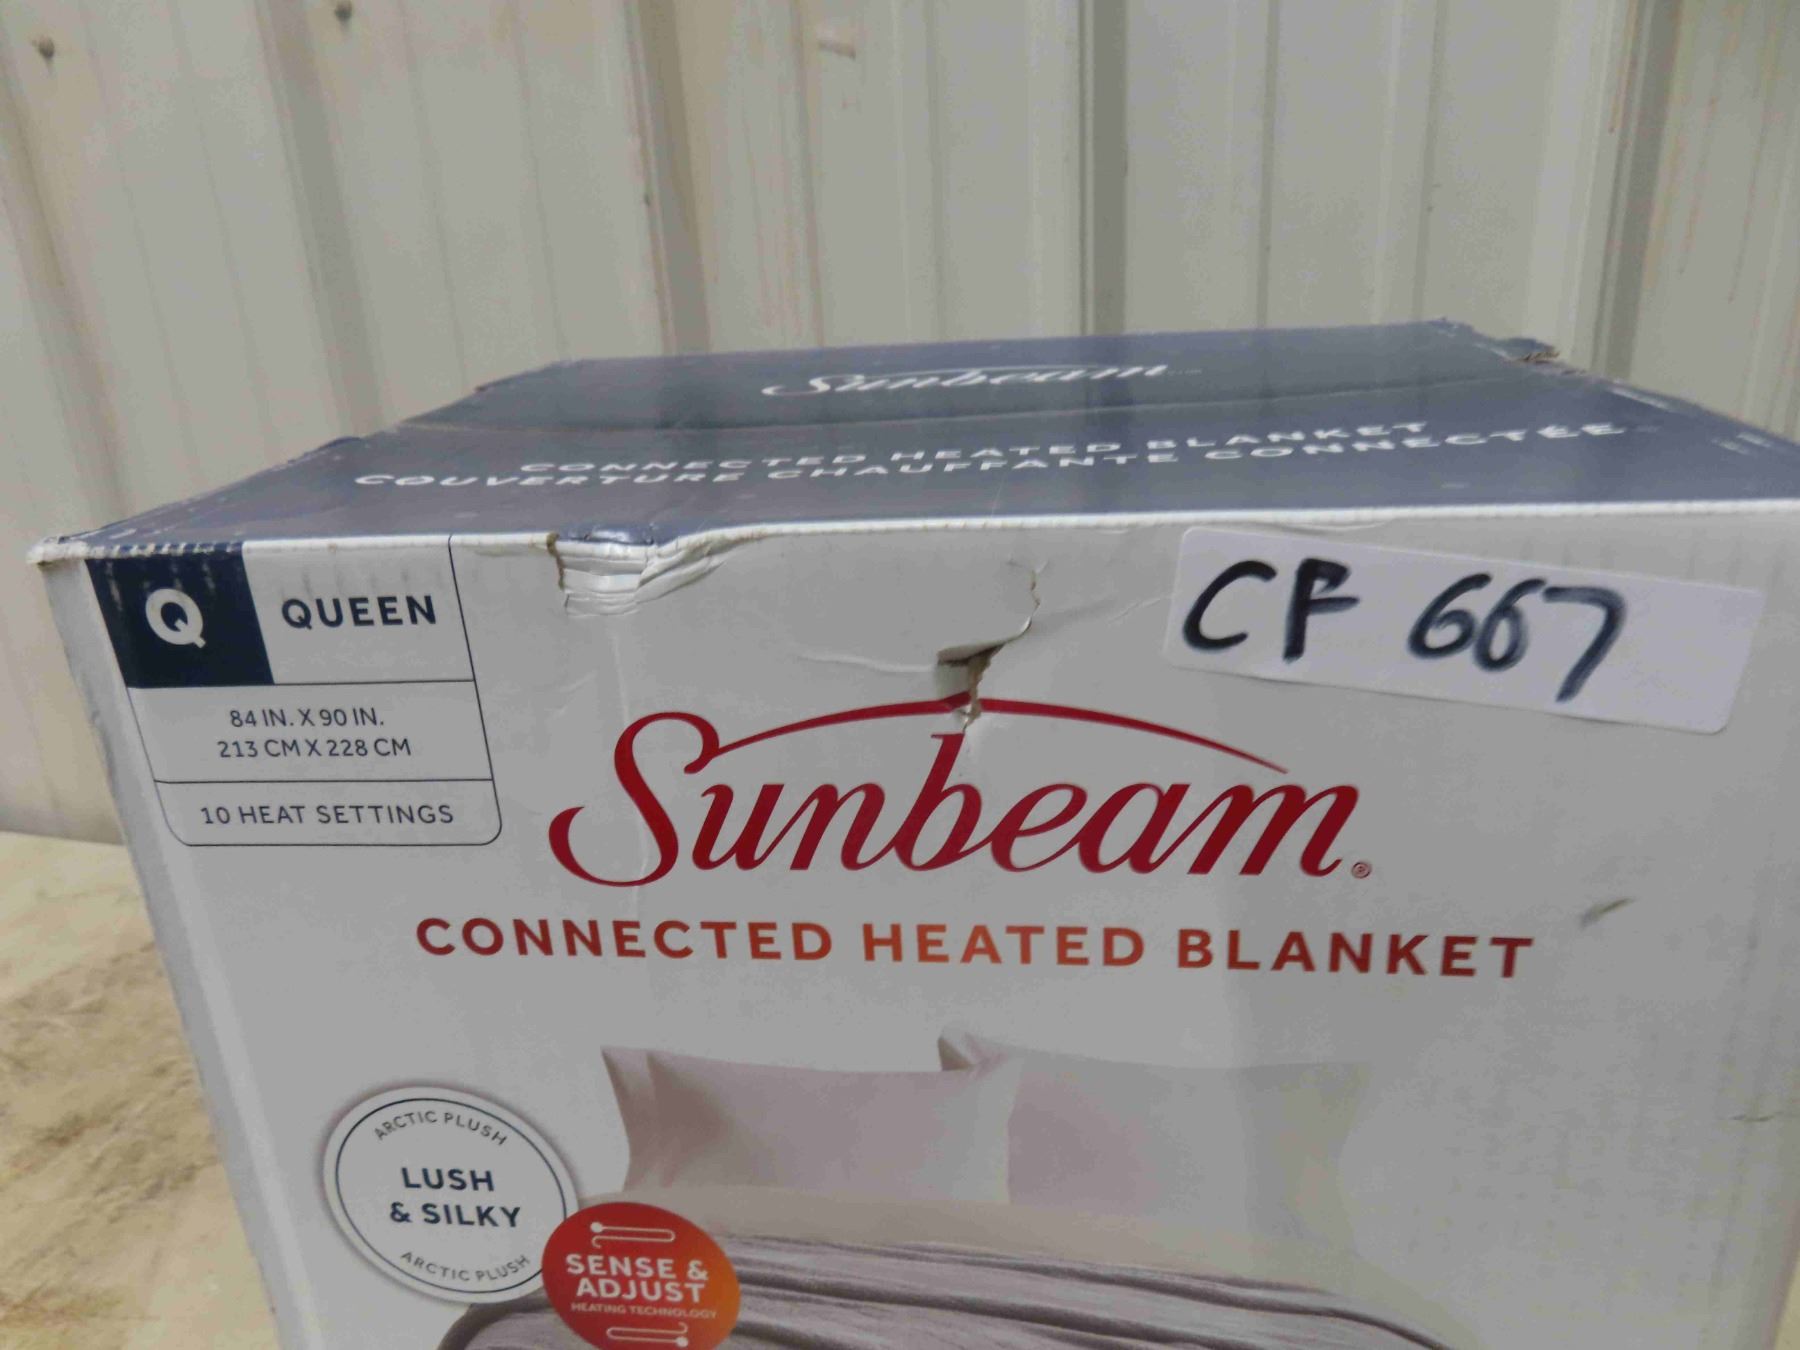 Sunbeam
CONNECTED HEATED BLANKET
COUVERTURE CHAUFFANTE CONNECTÉE
Q QUEEN
84 IN. X 90 IN.
213 CM X 228 CM
10 HEAT SETTINGS
CF 667
Sunbeam®
CONNECTED HEATED BLANKET
ARCTIC PLUSH
LUSH
& SILKY
ARCTIC PLUSH
SENSE &
ADJUST
HEATING TECHNOLOGY